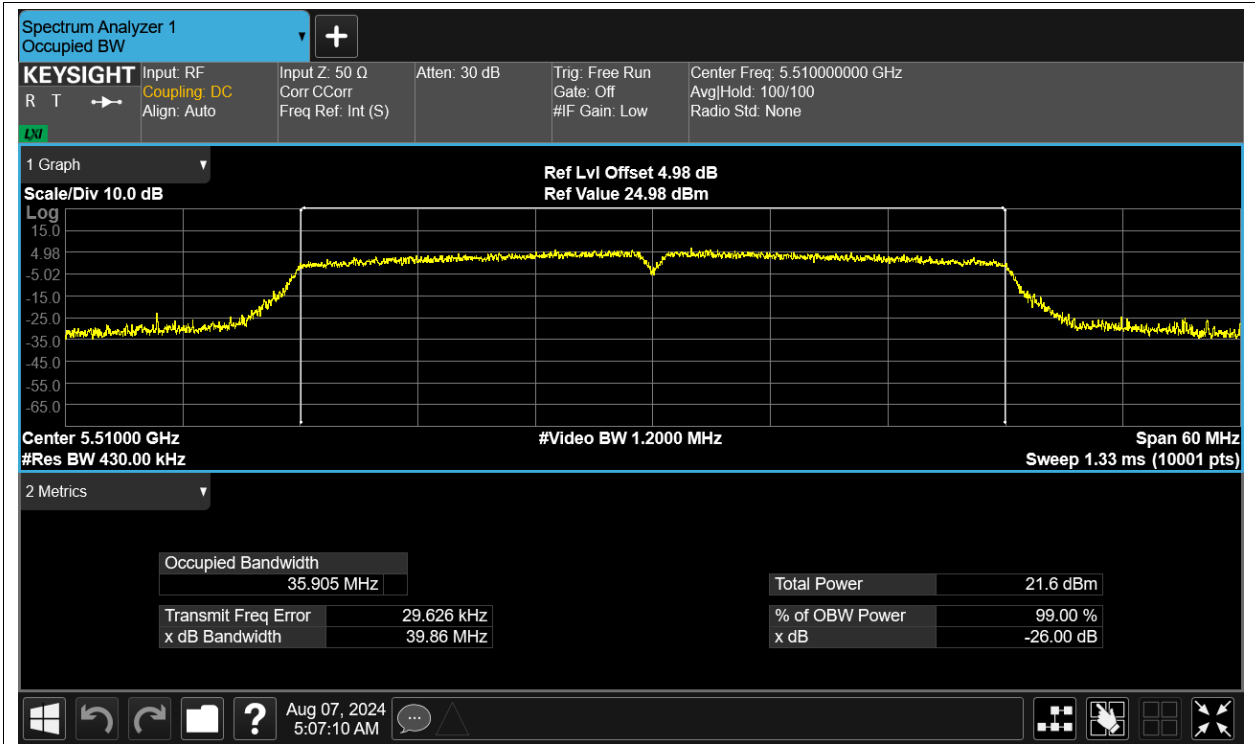 Spectrum Analyzer 1
Occupied BW
KEYSIGHT
R T
LXI
Input: RF
Coupling: DC
Align: Auto
Input Z: 50 Ω
Corr CCorr
Freq Ref: Int (S)
Atten: 30 dB
Trig: Free Run
Gate: Off
#IF Gain: Low
Center Freq: 5.510000000 GHz
Avg|Hold: 100/100
Radio Std: None
1 Graph
Scale/Div 10.0 dB
Ref Lvl Offset 4.98 dB
Ref Value 24.98 dBm
Log
15.0
4.98
-5.02
-15.0
-25.0
-35.0
-45.0
-55.0
-65.0
Center 5.51000 GHz
#Res BW 430.00 kHz
#Video BW 1.2000 MHz
Span 60 MHz
Sweep 1.33 ms (10001 pts)
2 Metrics
Occupied Bandwidth
35.905 MHz
Transmit Freq Error 29.626 kHz
x dB Bandwidth 39.86 MHz
Total Power 21.6 dBm
% of OBW Power 99.00 %
x dB -26.00 dB
?
Aug 07, 2024
5:07:10 AM